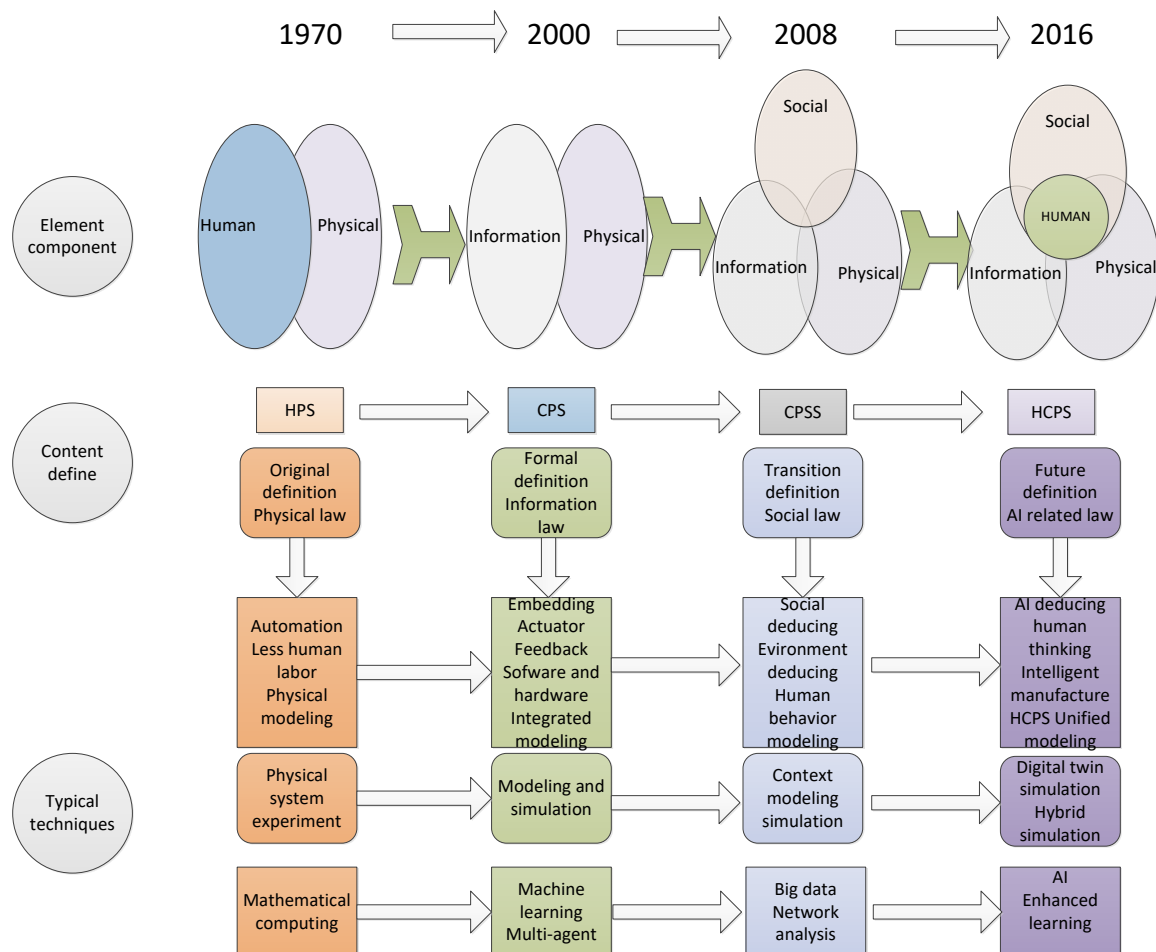 1970
2000
2008
2016
Element
component
Human
Physical
Information
Physical
Social
Information
Physical
Social
HUMAN
Information
Physical
Content
define
HPS
CPS
CPSS
HCPS
Original
definition
Physical law
Formal
definition
Information
law
Transition
definition
Social law
Future
definition
AI related law
Automation
Less human
labor
Physical
modeling
Embedding
Actuator
Feedback
Sofware and
hardware
Integrated
modeling
Social
deducing
Evironment
deducing
Human
behavior
modeling
AI deducing
human
thinking
Intelligent
manufacture
HCPS Unified
modeling
Typical
techniques
Physical
system
experiment
Modeling and
simulation
Context
modeling
simulation
Digital twin
simulation
Hybrid
simulation
Mathematical
computing
Machine
learning
Multi-agent
Big data
Network
analysis
AI
Enhanced
learning